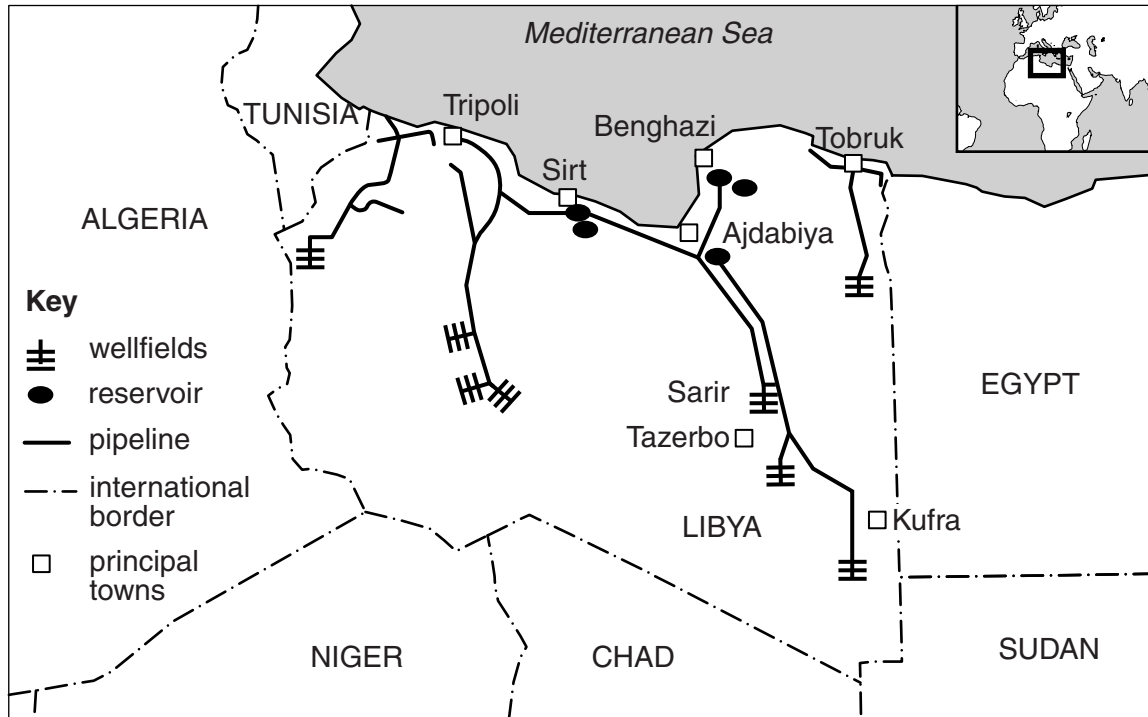 Mediterranean Sea
TUNISIA
Tripoli
Benghazi
Tobruk
Sirt
ALGERIA
Ajdabiya
Key
wellfields
reservoir
pipeline
international
border
principal
towns
Sarir
EGYPT
Tazerbo
LIBYA
Kufra
NIGER
CHAD
SUDAN